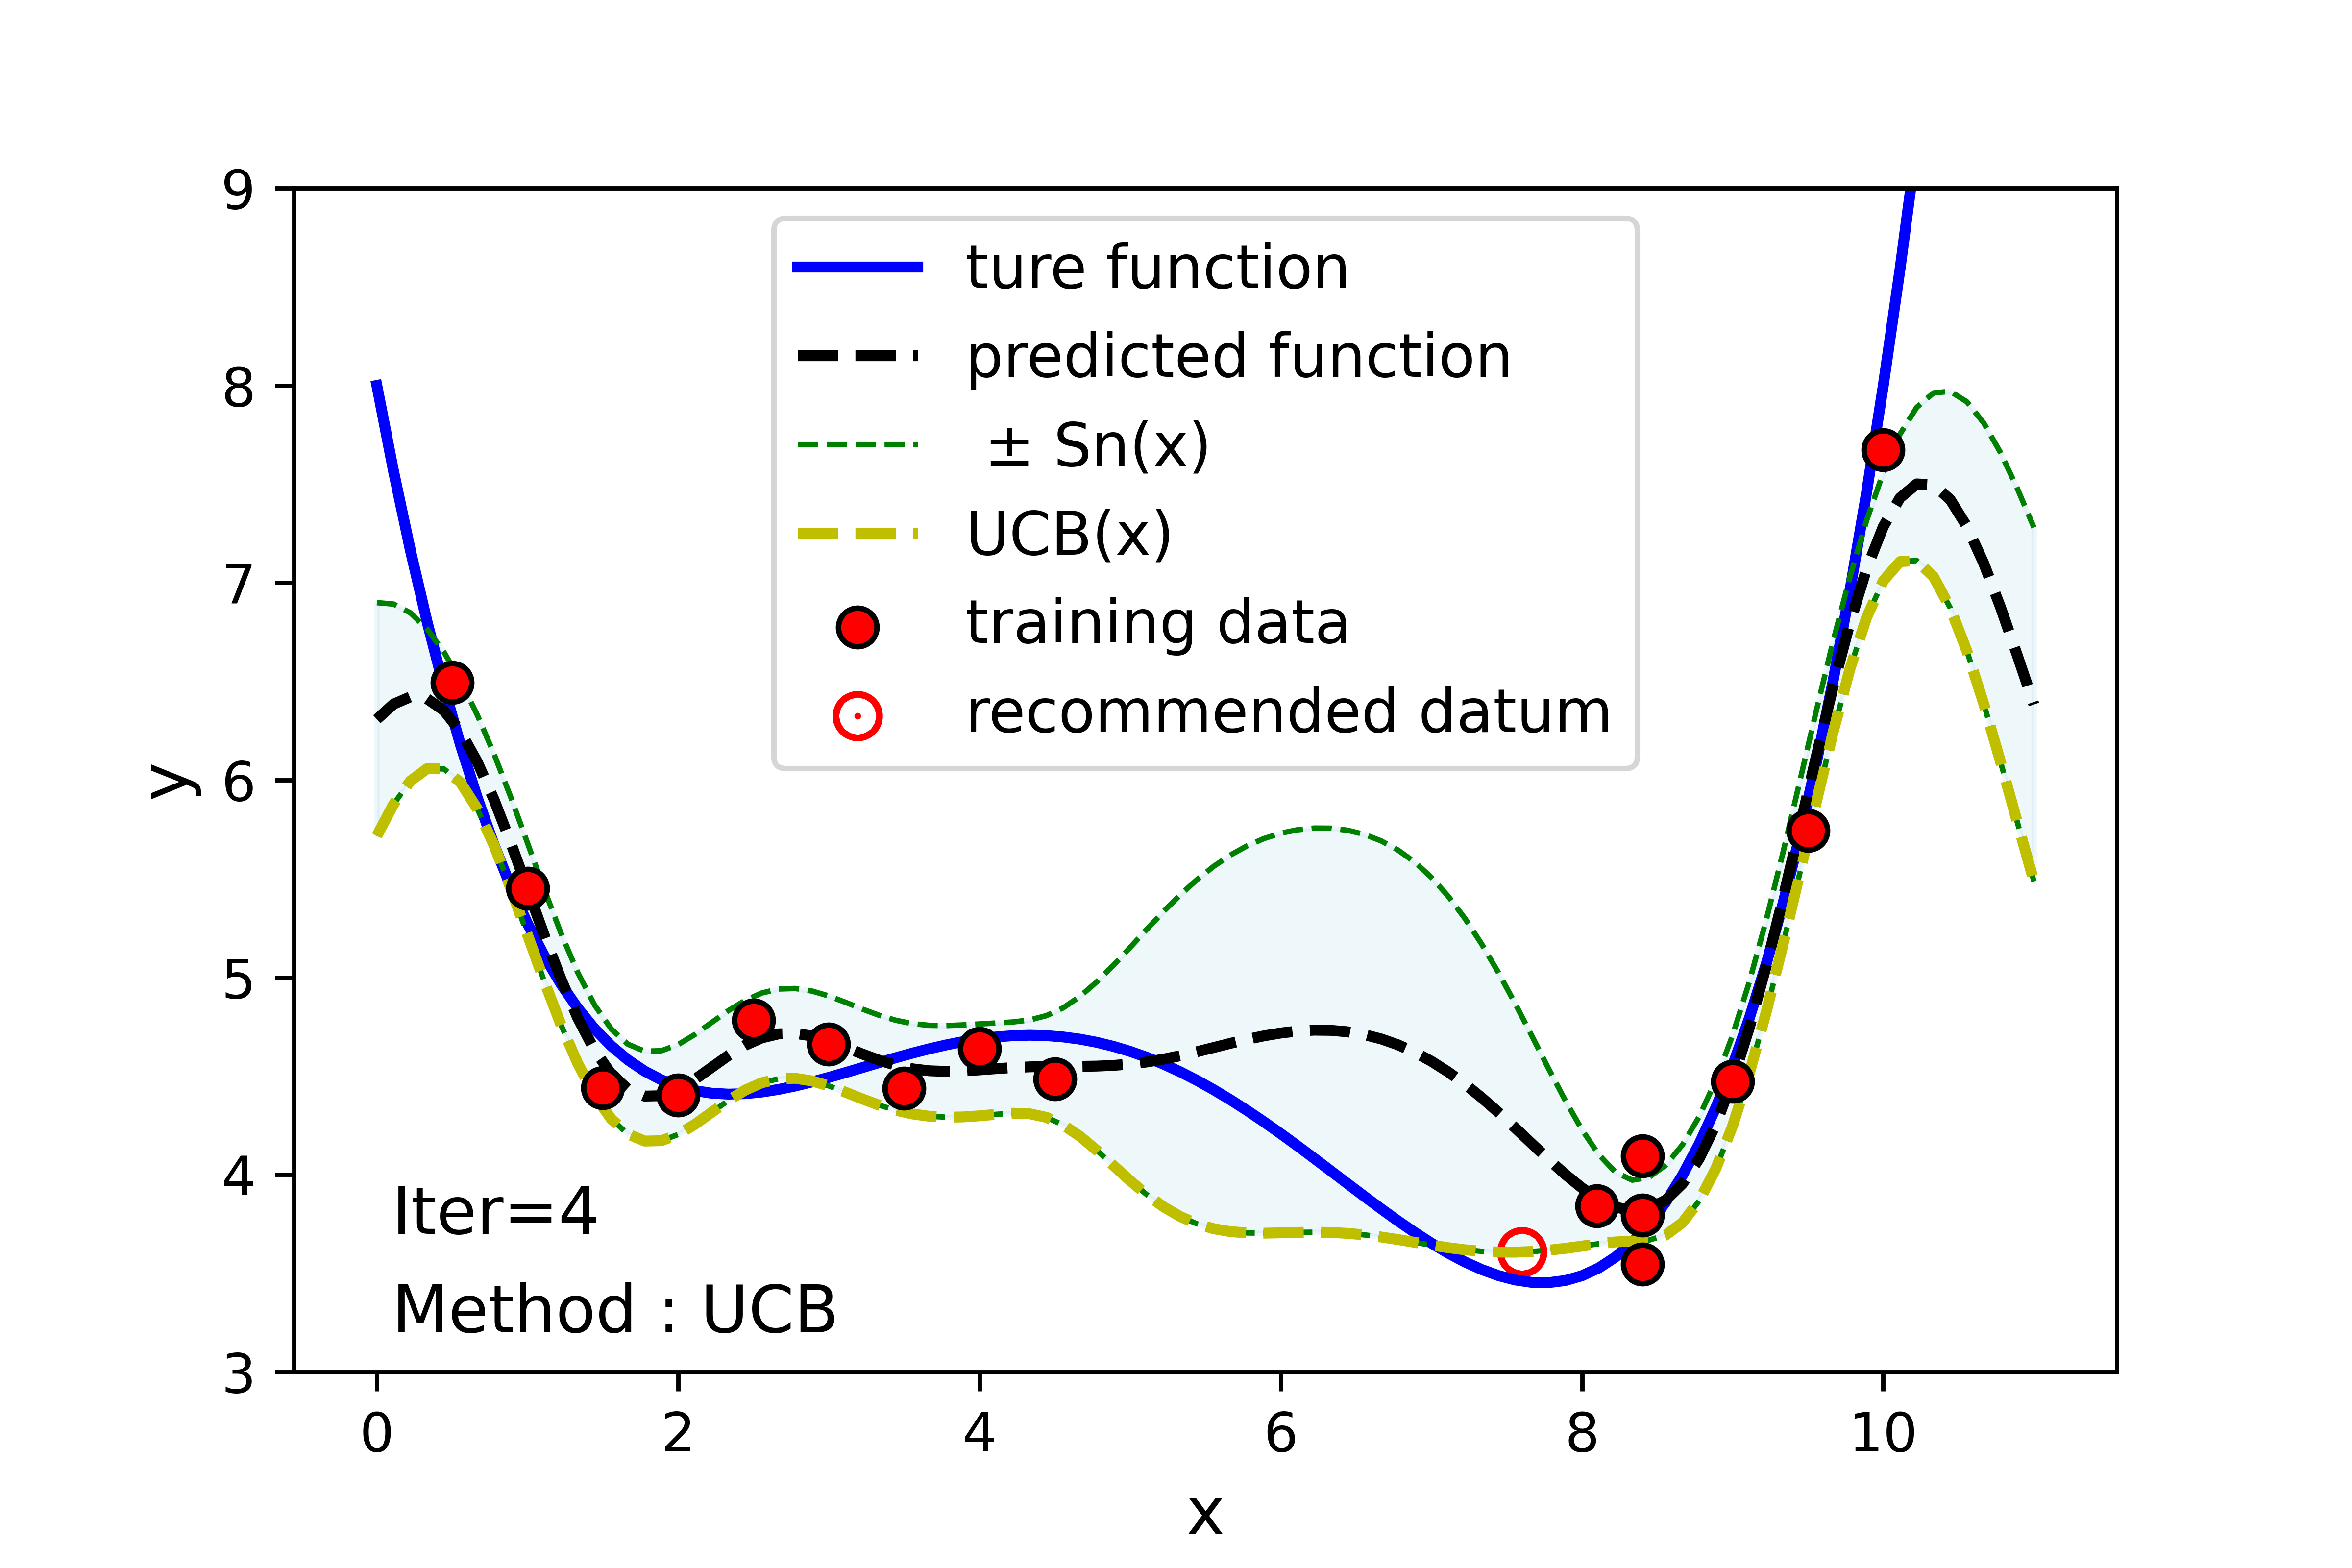 9
8
7
6
5
4
3
y
ture function
predicted function
± Sn(x)
UCB(x)
training data
recommended datum
Iter=4
Method : UCB
0 2 4 6 8 10
x